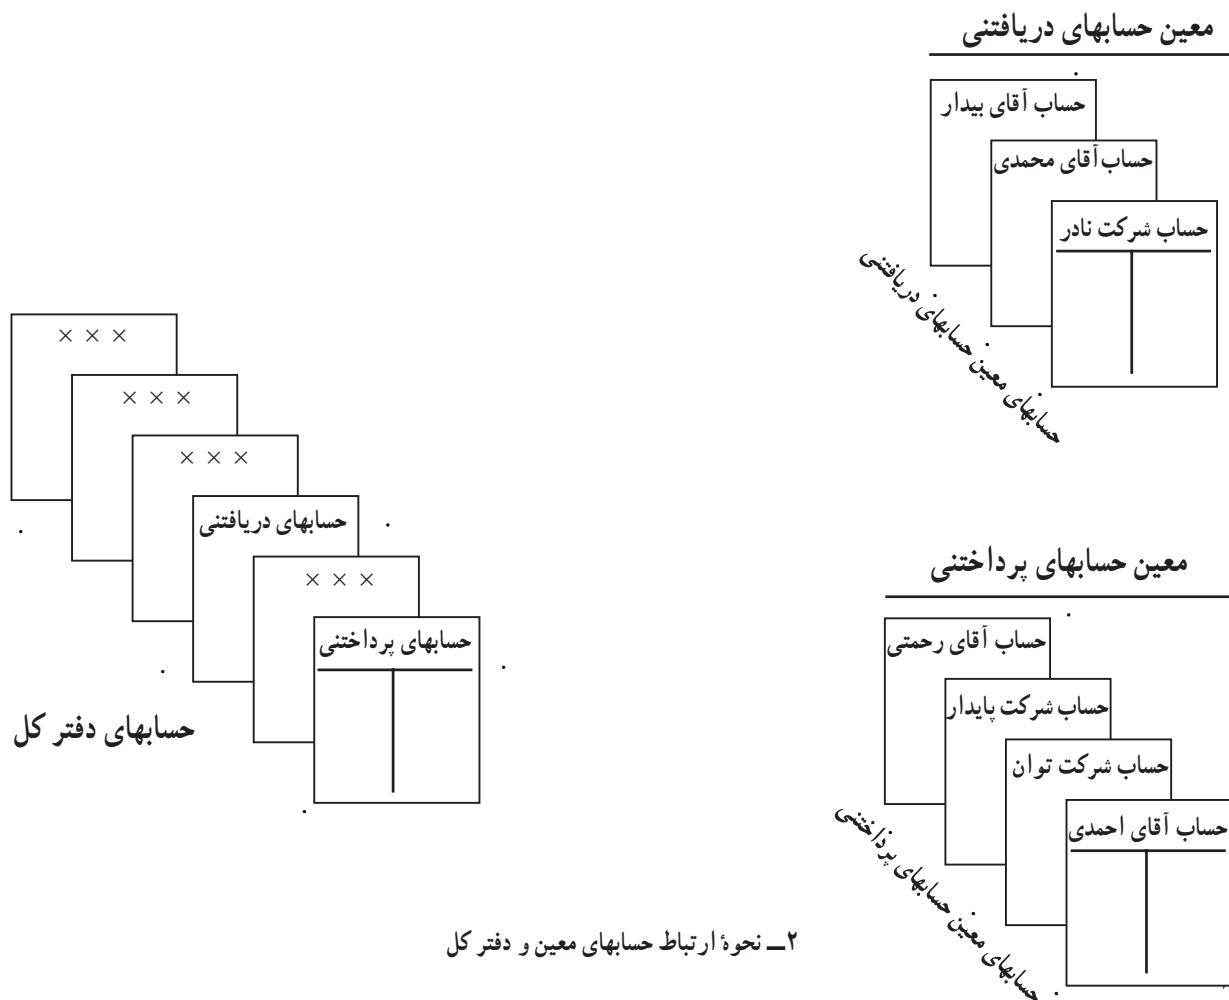 معین حسابهای دریافتنی
حساب آقای بیدار
حساب آقای محمدی
حساب شرکت نادر
حسابهای معین حسابهای دریافتنی
× × ×
× × ×
× × ×
حسابهای دریافتنی
× × ×
حسابهای پرداختنی
حسابهای دفتر کل
معین حسابهای پرداختنی
حساب آقای رحمتی
حساب شرکت پایدار
حساب شرکت توان
حساب آقای احمدی
حسابهای معین حسابهای پرداختنی
۲ــ نحوۀ ارتباط حسابهای معین و دفتر کل